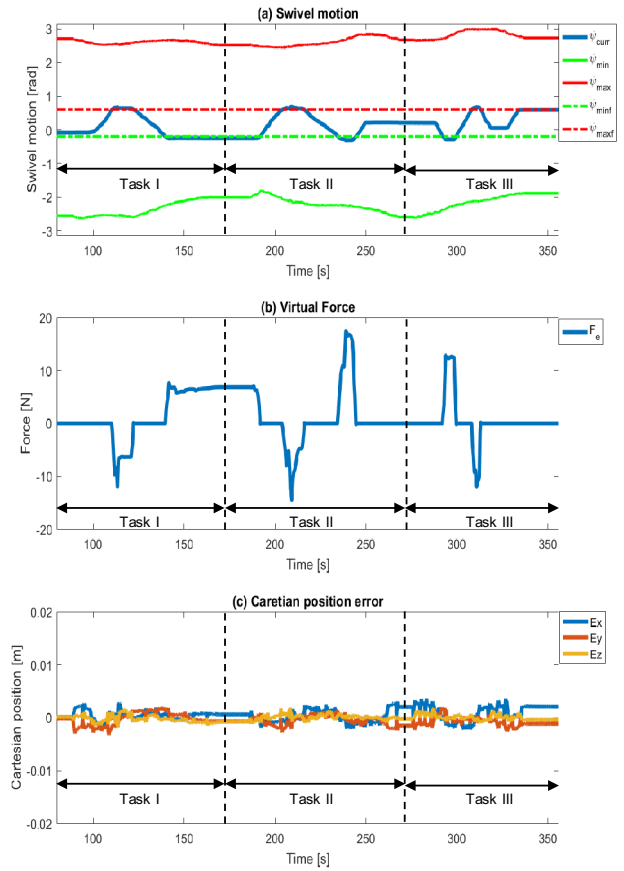 (a) Swivel motion
Swivel motion [rad]
3
2
1
0
-1
-2
-3
ψcurr
ψmin
ψmax
ψminf
ψmaxf
Task I
Task II
Task III
100
150
200
250
300
350
Time [s]
(b) Virtual Force
Force [N]
20
10
0
-10
-20
Fe
Task I
Task II
Task III
100
150
200
250
300
350
Time [s]
(c) Caretian position error
Cartesian position [m]
0.02
0.01
0
-0.01
-0.02
Ex
Ey
Ez
Task I
Task II
Task III
100
150
200
250
300
350
Time [s]